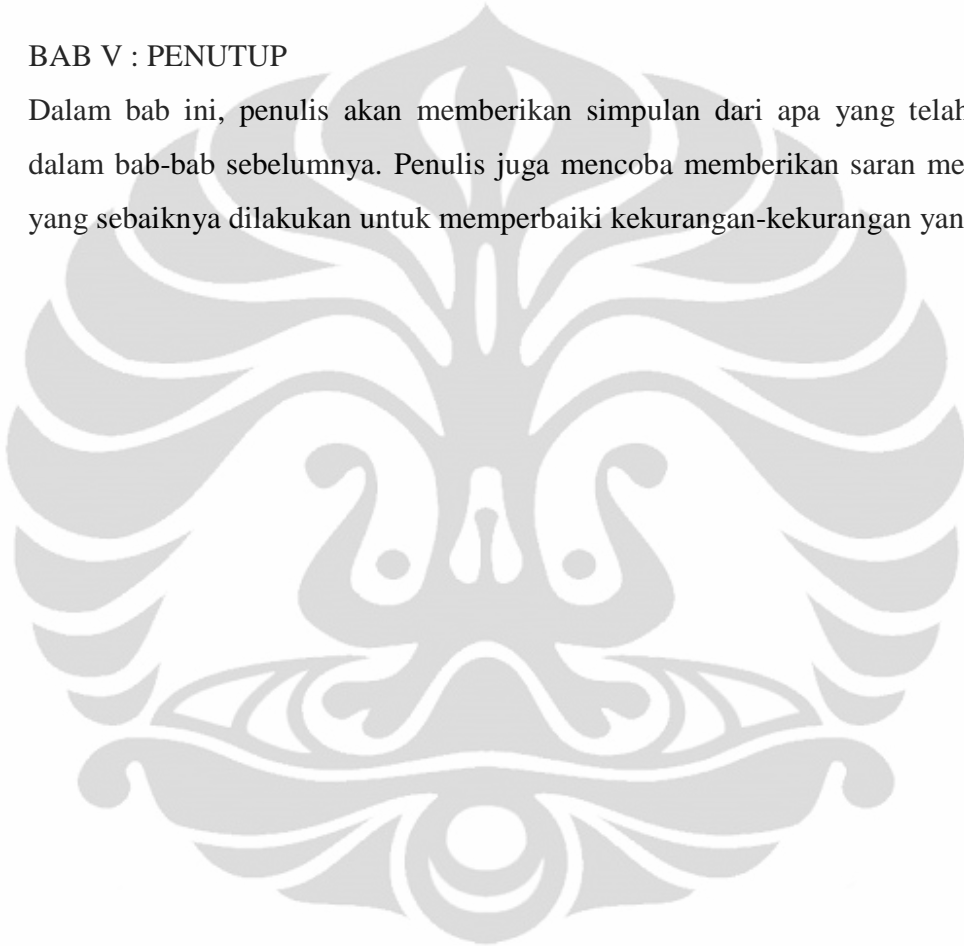 BAB V : PENUTUP
Dalam bab ini, penulis akan memberikan simpulan dari apa yang telah
dalam bab-bab sebelumnya. Penulis juga mencoba memberikan saran me
yang sebaiknya dilakukan untuk memperbaiki kekurangan-kekurangan yan